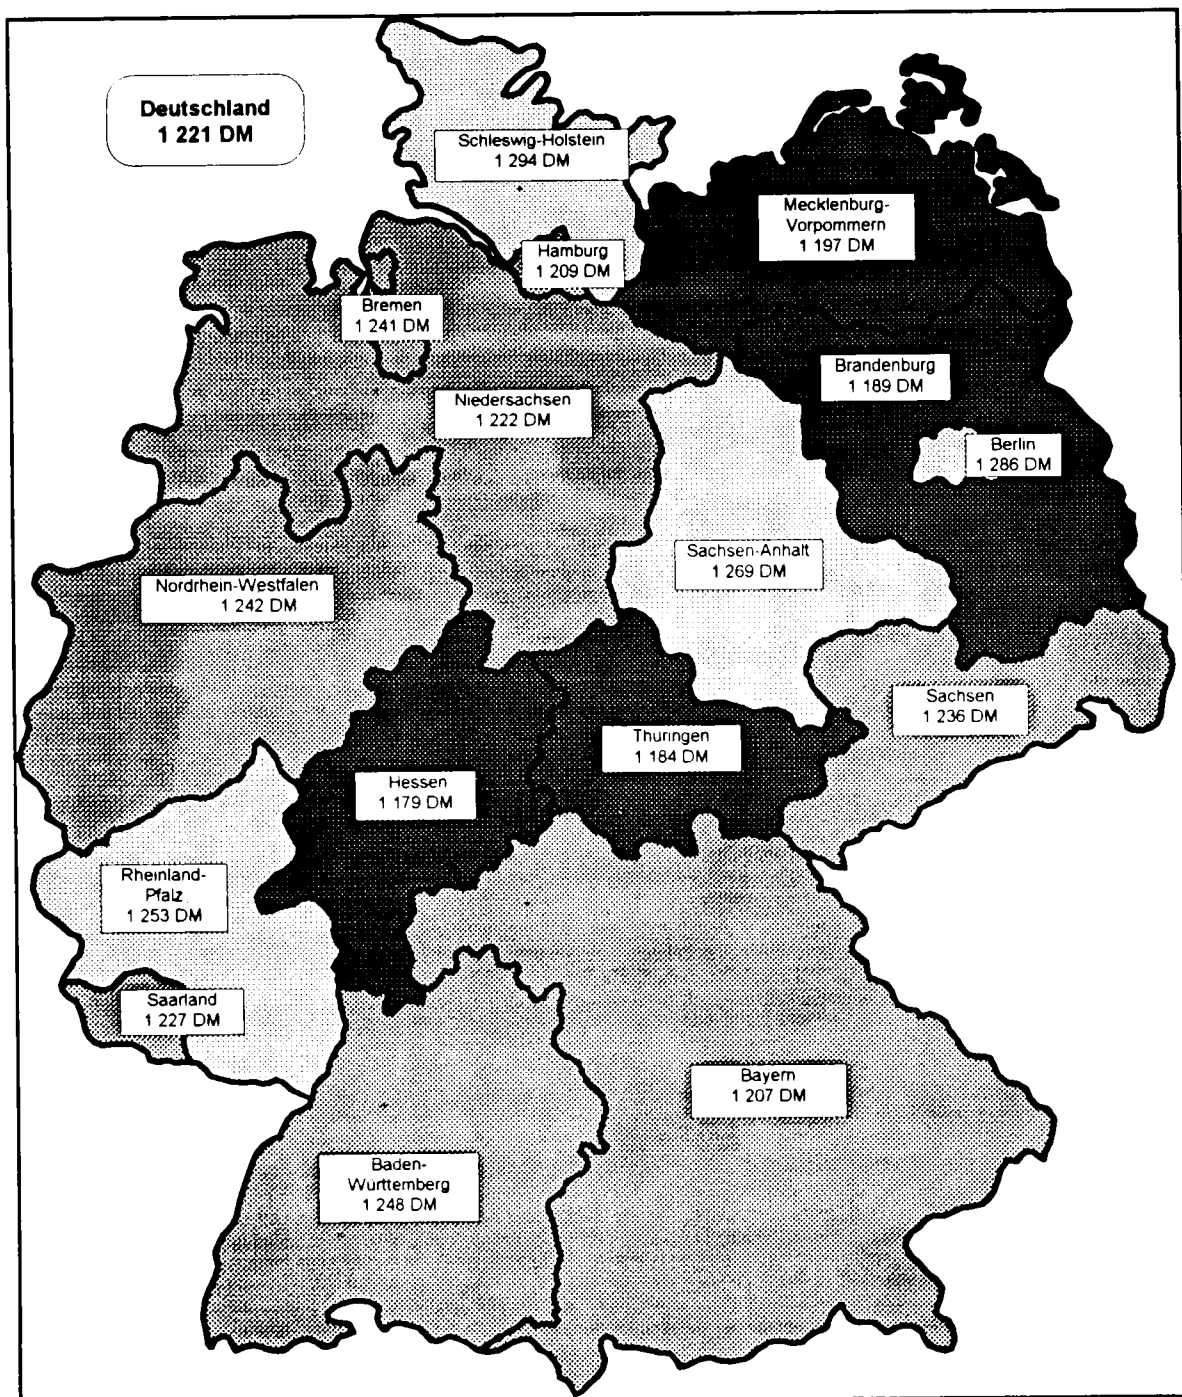 Deutschland
1 221 DM
Schleswig-Holstein
1 294 DM
Mecklenburg-
Vorpommern
1 197 DM
Hamburg
1 209 DM
Bremen
1 241 DM
Brandenburg
1 189 DM
Niedersachsen
1 222 DM
Berlin
1 286 DM
Sachsen-Anhalt
1 269 DM
Nordrhein-Westfalen
1 242 DM
Sachsen
1 236 DM
Thüringen
1 184 DM
Hessen
1 179 DM
Rheinland-
Pfalz
1 253 DM
Saarland
1 227 DM
Bayern
1 207 DM
Baden-
Württemberg
1 248 DM